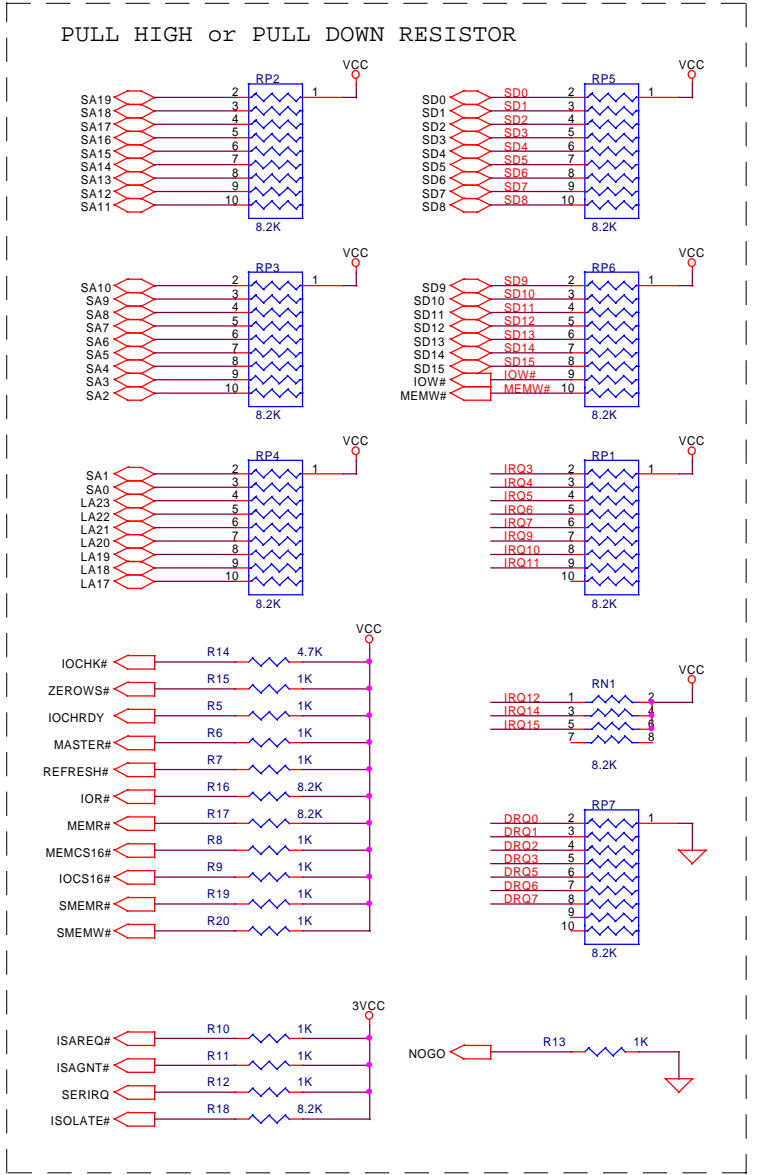 PULL HIGH or PULL DOWN RESISTOR
RP2
VCC
SA19 2 1
SA18 3
SA17 4
SA16 5
SA15 6
SA14 7
SA13 8
SA12 9
SA11 10
8.2K
RP5
VCC
SD0 SD0 2 1
SD1 SD1 3
SD2 SD2 4
SD3 SD3 5
SD4 SD4 6
SD5 SD5 7
SD6 SD6 8
SD7 SD7 9
SD8 SD8 10
8.2K
RP3
VCC
SA10 2 1
SA9 3
SA8 4
SA7 5
SA6 6
SA5 7
SA4 8
SA3 9
SA2 10
8.2K
RP6
VCC
SD9 SD9 2 1
SD10 SD10 3
SD11 SD11 4
SD12 SD12 5
SD13 SD13 6
SD14 SD14 7
SD15 SD15 8
IOW# IOW# 9
MEMW# MEMW# 10
8.2K
RP4
VCC
SA1 2 1
SA0 3
LA23 4
LA22 5
LA21 6
LA20 7
LA19 8
LA18 9
LA17 10
8.2K
RP1
VCC
IRQ3 2 1
IRQ4 3
IRQ5 4
IRQ6 5
IRQ7 6
IRQ9 7
IRQ10 8
IRQ11 9
10
8.2K
VCC
IOCHK# R14 4.7K
ZEROWS# R15 1K
IOCHRDY R5 1K
MASTER# R6 1K
REFRESH# R7 1K
IOR# R16 8.2K
MEMR# R17 8.2K
MEMCS16# R8 1K
IOCS16# R9 1K
SMEMR# R19 1K
SMEMW# R20 1K
RN1
VCC
IRQ12 1 2
IRQ14 3 4
IRQ15 5 6
7 8
8.2K
RP7
DRQ0 2 1
DRQ1 3
DRQ2 4
DRQ3 5
DRQ5 6
DRQ6 7
DRQ7 8
9
10
8.2K
3VCC
ISAREQ# R10 1K
ISAGNT# R11 1K
SERIRQ R12 1K
ISOLATE# R18 8.2K
NOGO R13 1K